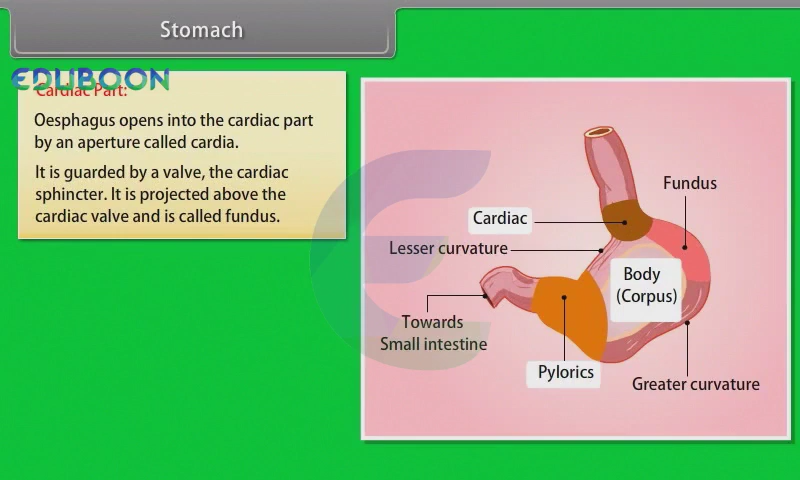 Stomach
EDUBOON
Cardiac Part:
Oesphagus opens into the cardiac part
by an aperture called cardia.
It is guarded by a valve, the cardiac
sphincter. It is projected above the
cardiac valve and is called fundus.
Fundus
Cardiac
Lesser curvature
Body
(Corpus)
Towards
Small intestine
Pylorics
Greater curvature